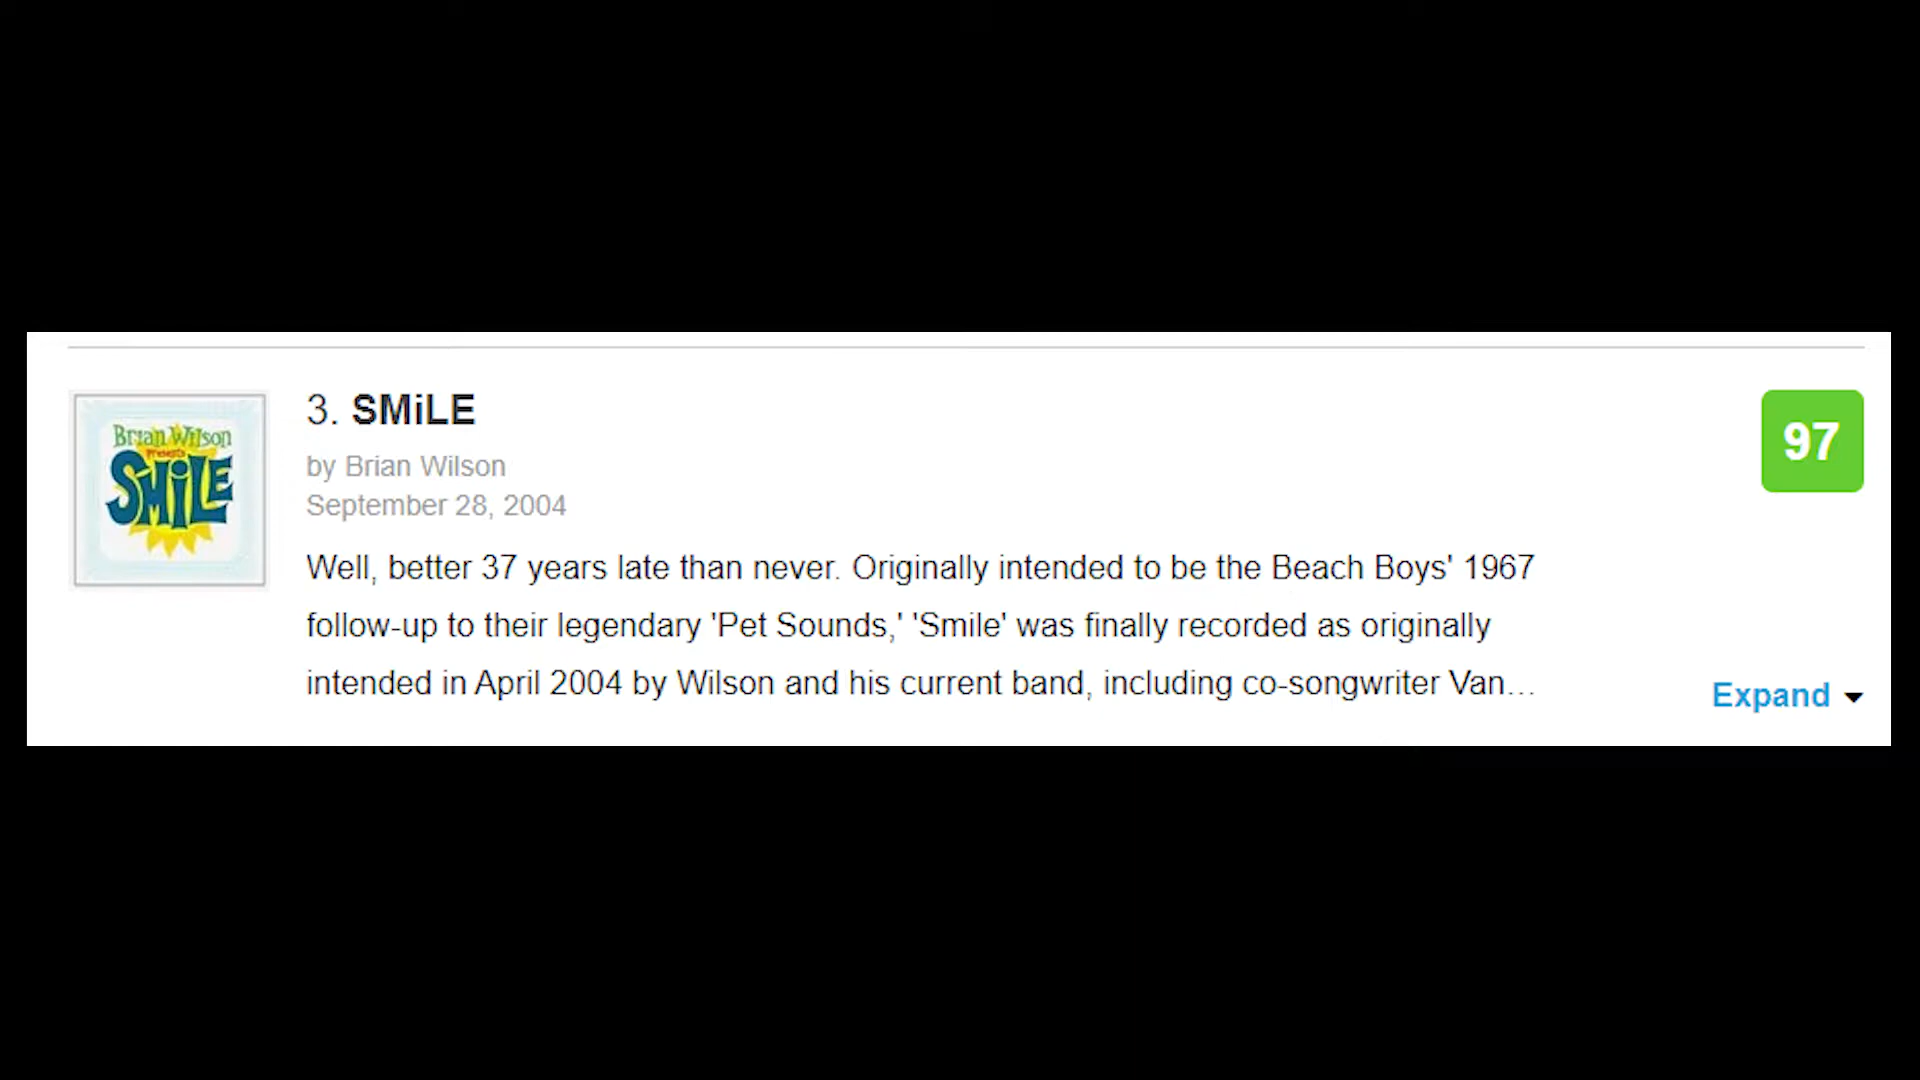 Brian Wilson
Presents
SMiLE
3. SMiLE
97
by Brian Wilson
September 28, 2004
Well, better 37 years late than never. Originally intended to be the Beach Boys' 1967
follow-up to their legendary 'Pet Sounds,' 'Smile' was finally recorded as originally
intended in April 2004 by Wilson and his current band, including co-songwriter Van...
Expand